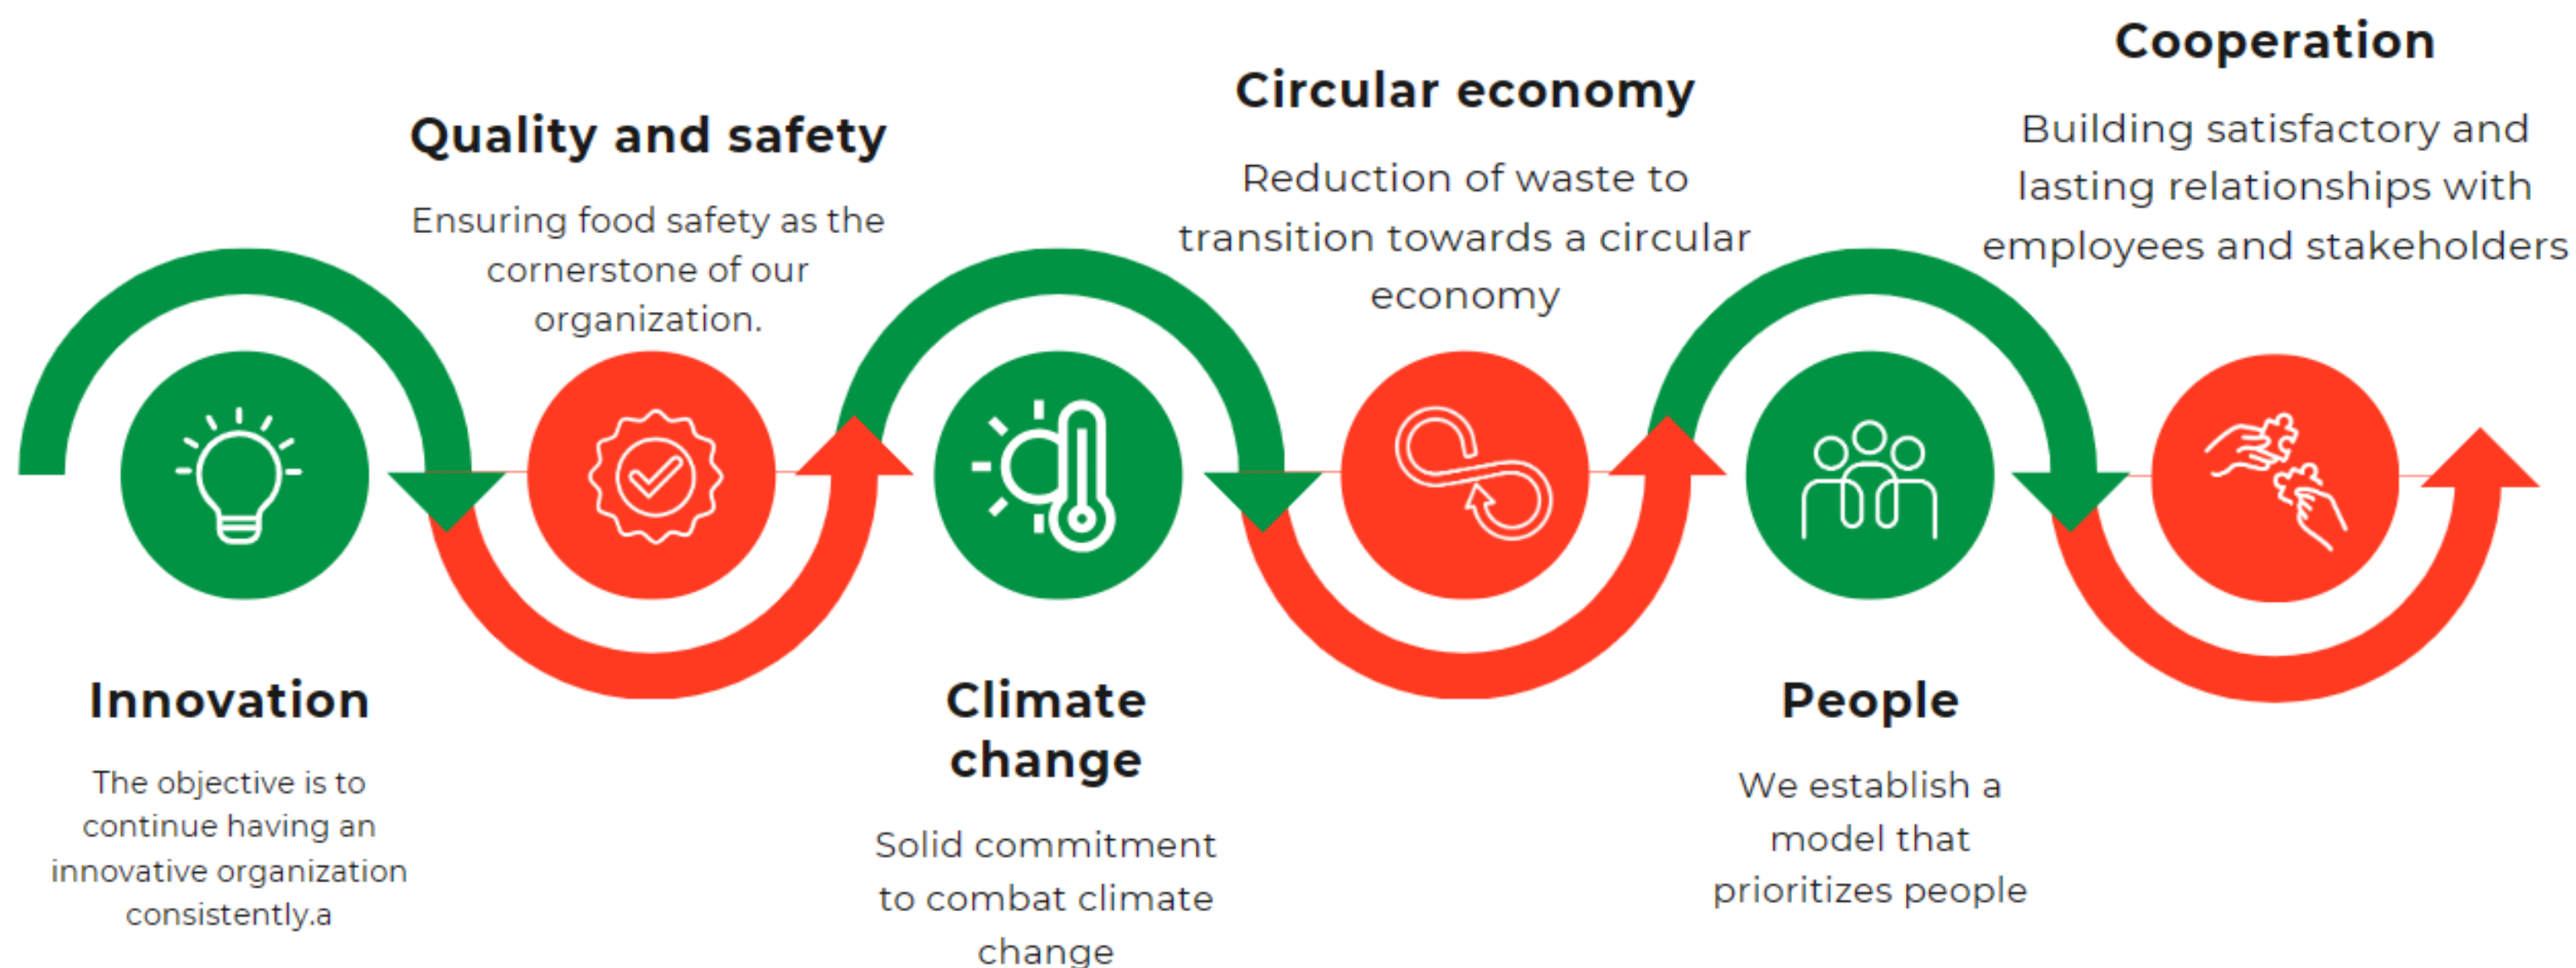 Innovation
The objective is to
continue having an
innovative organization
consistently.a
Quality and safety
Ensuring food safety as the
cornerstone of our
organization.
Climate
change
Solid commitment
to combat climate
change
Circular economy
Reduction of waste to
transition towards a circular
economy
People
We establish a
model that
prioritizes people
Cooperation
Building satisfactory and
lasting relationships with
employees and stakeholders